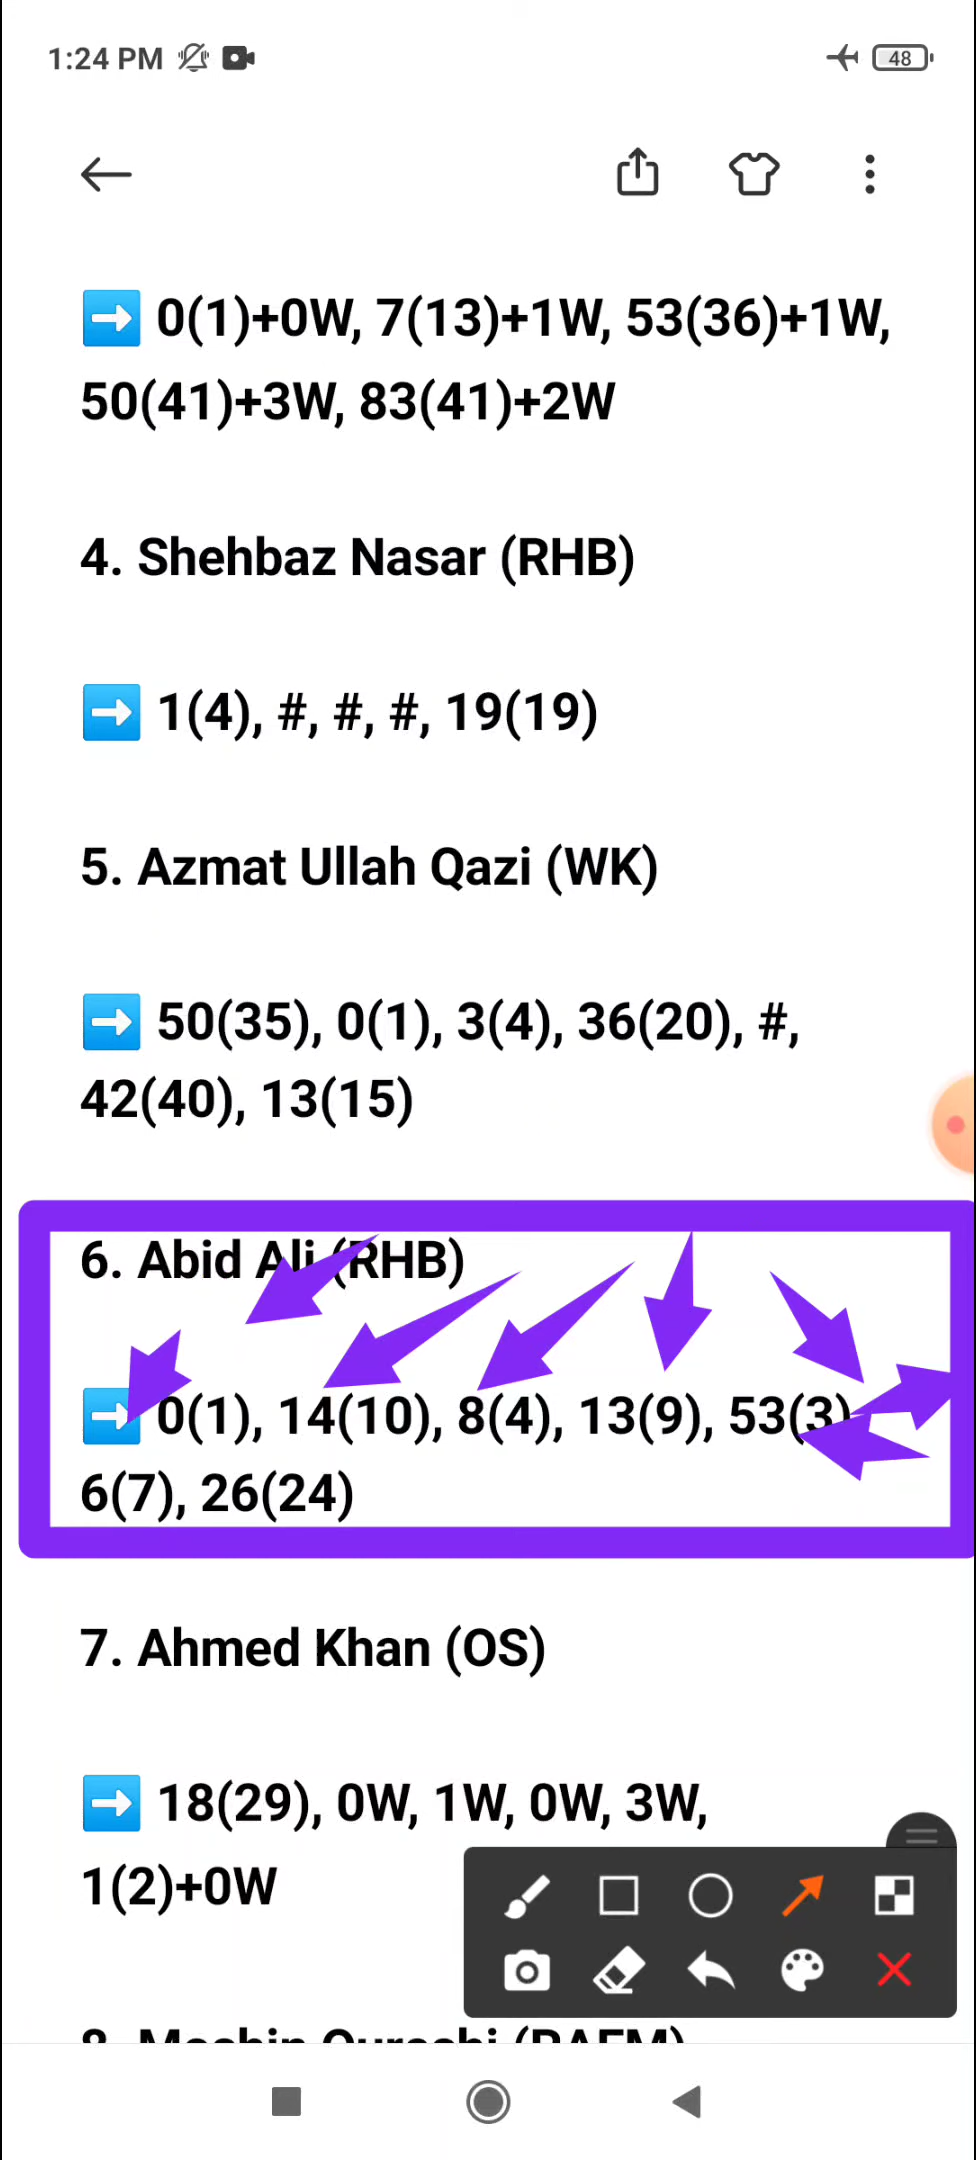 1:24 PM
48
➡️ 0(1)+0W, 7(13)+1W, 53(36)+1W,
50(41)+3W, 83(41)+2W
4. Shehbaz Nasar (RHB)
➡️ 1(4), #, #, #, 19(19)
5. Azmat Ullah Qazi (WK)
➡️ 50(35), 0(1), 3(4), 36(20), #,
42(40), 13(15)
6. Abid Ali (RHB)
➡️ 0(1), 14(10), 8(4), 13(9), 53(3)
6(7), 26(24)
7. Ahmed Khan (OS)
➡️ 18(29), 0W, 1W, 0W, 3W,
1(2)+0W